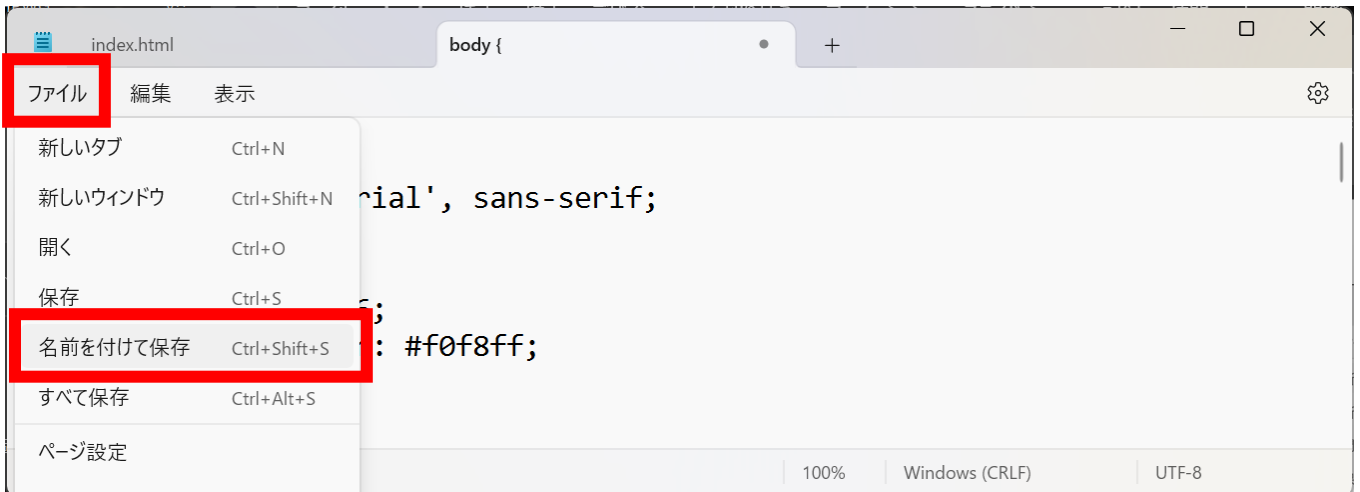 index.html
body {
ファイル 編集 表示
新しいタブ Ctrl+N
新しいウィンドウ Ctrl+Shift+N
rial', sans-serif;
開く Ctrl+O
保存 Ctrl+S
;
名前を付けて保存 Ctrl+Shift+S
: #f0f8ff;
すべて保存 Ctrl+Alt+S
ページ設定
100% Windows (CRLF) UTF-8